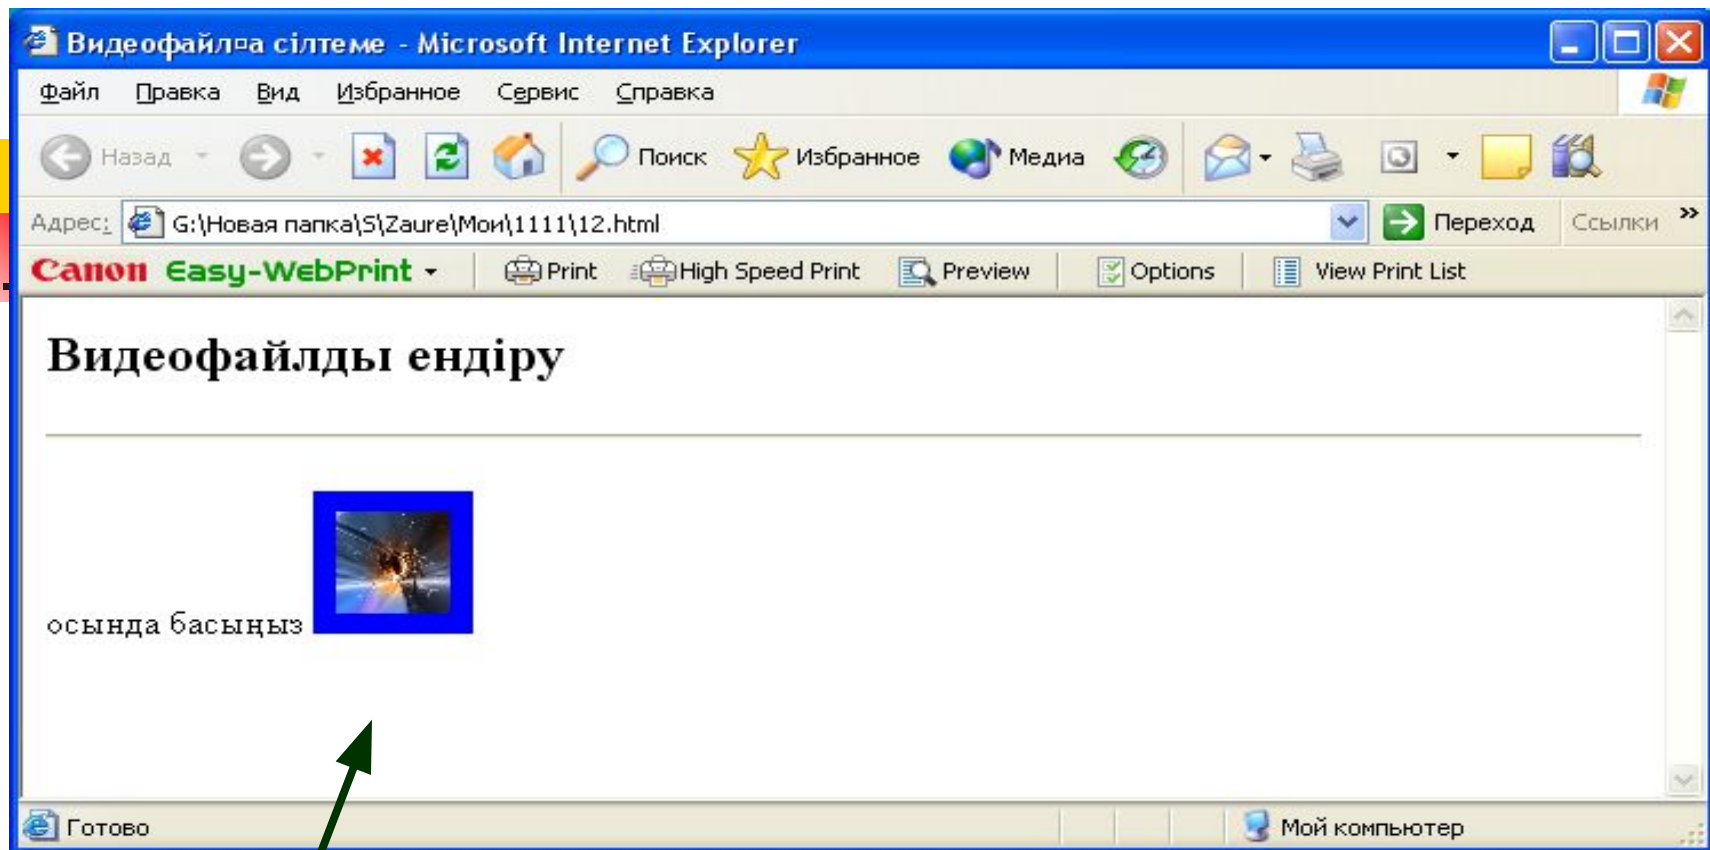 Видеофайл¤а сілтеме - Microsoft Internet Explorer
Файл Правка Вид Избранное Сервис Справка
Назад Поиск Избранное Медиа
Адрес: G:\Новая папка\S\Zaure\Мои\1111\12.html Переход Ссылки »
Canon Easy-WebPrint Print High Speed Print Preview Options View Print List
Видеофайлды ендіру
осында басыңыз
Готово Мой компьютер